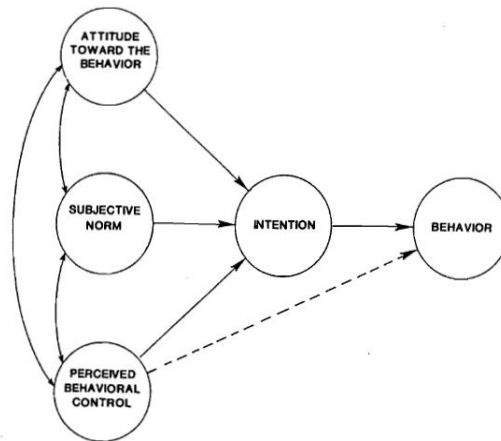 ATTITUDE
TOWARD THE
BEHAVIOR
SUBJECTIVE
NORM
INTENTION
BEHAVIOR
PERCEIVED
BEHAVIORAL
CONTROL